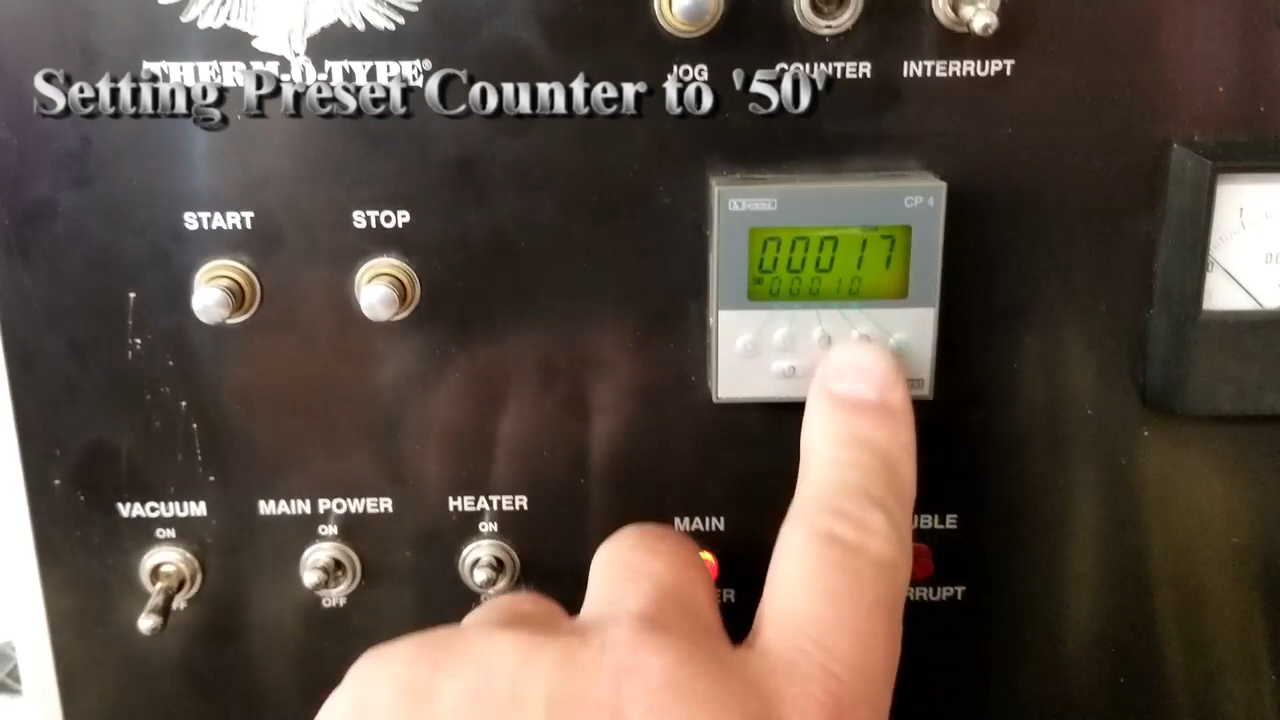 THERM-O-TYPE®
Setting Preset Counter to '50'
JOG
COUNTER
INTERRUPT
START
STOP
CP 4
00017
00010
VACUUM
ON
MAIN POWER
ON
OFF
HEATER
ON
MAIN